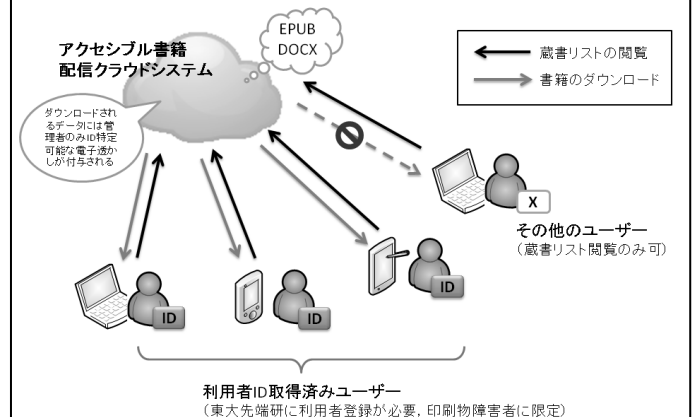 アクセシブル書籍
配信クラウドシステム
EPUB
DOCX
蔵書リストの閲覧
書籍のダウンロード
ダウンロードされ
るデータには管
理者のみID特定
可能な電子透か
しが付与される
X
その他のユーザー
（蔵書リスト閲覧のみ可）
ID
ID
ID
利用者ID取得済みユーザー
（東大先端研に利用者登録が必要，印刷物障害者に限定）